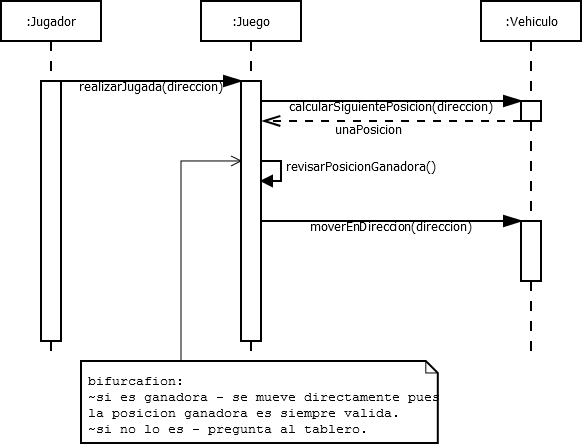 :Jugador
:Juego
:Vehiculo
realizarJugada(direccion)
calcularSiguientePosicion(direccion)
unaPosicion
revisarPosicionGanadora()
moverEnDireccion(direccion)
bifurcafion:
~si es ganadora - se mueve directamente pues
la posicion ganadora es siempre valida.
~si no lo es - pregunta al tablero.